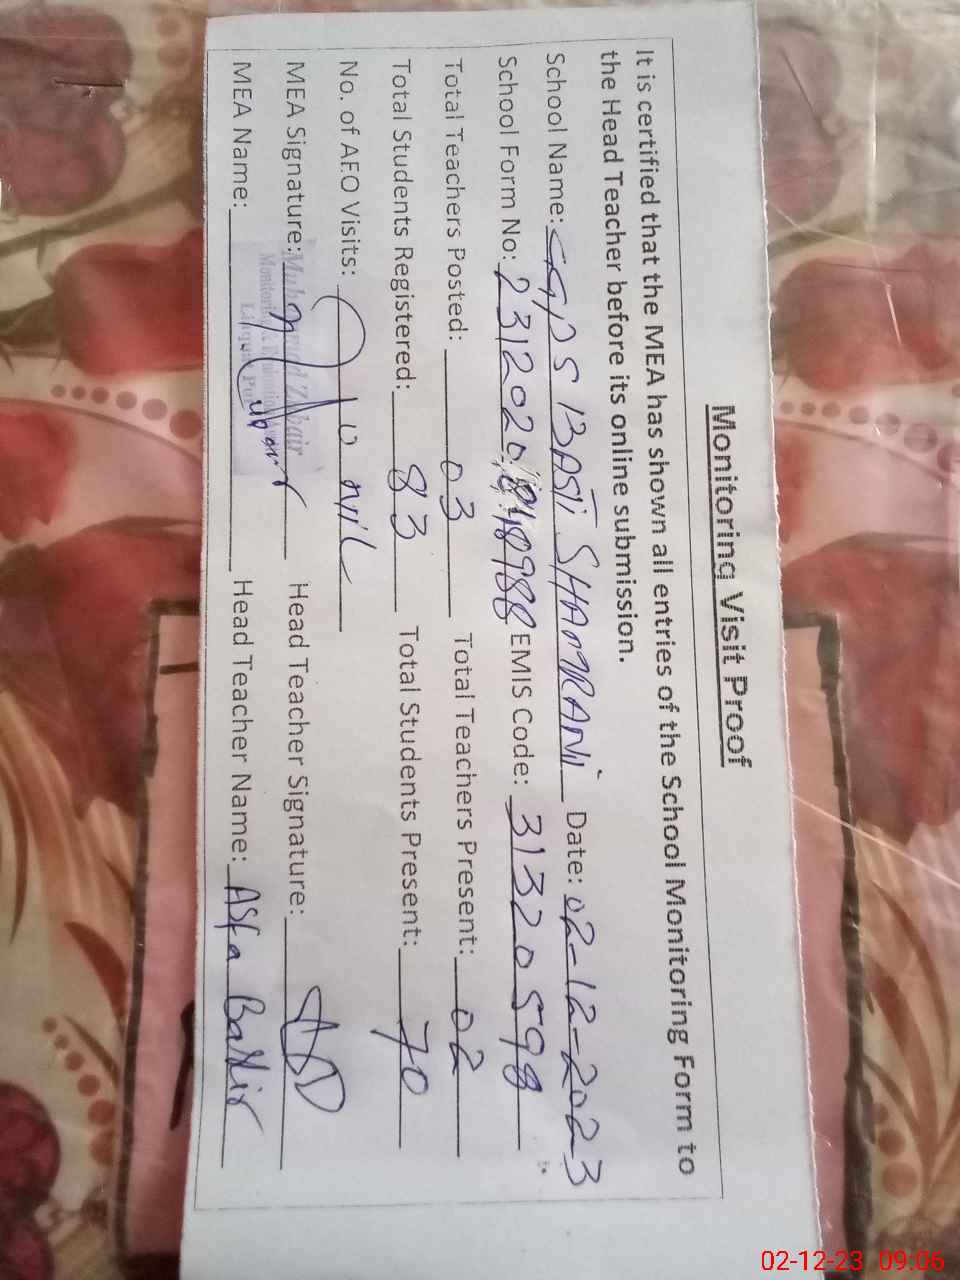 Monitoring Visit Proof
It is certified that the MEA has shown all entries of the School Monitoring Form to
the Head Teacher before its online submission.
School Name: GGPS BASTI SHAMRANI Date: 02-12-2023
School Form No: EMIS Code: 31320598
Total Teachers Posted: 03 Total Teachers Present: 02
Total Students Registered: 83 Total Students Present: 70
No. of AEO Visits: Nil
MEA Signature: Head Teacher Signature:
MEA Name: Head Teacher Name: Asfa Bashir
02-12-23 09:06